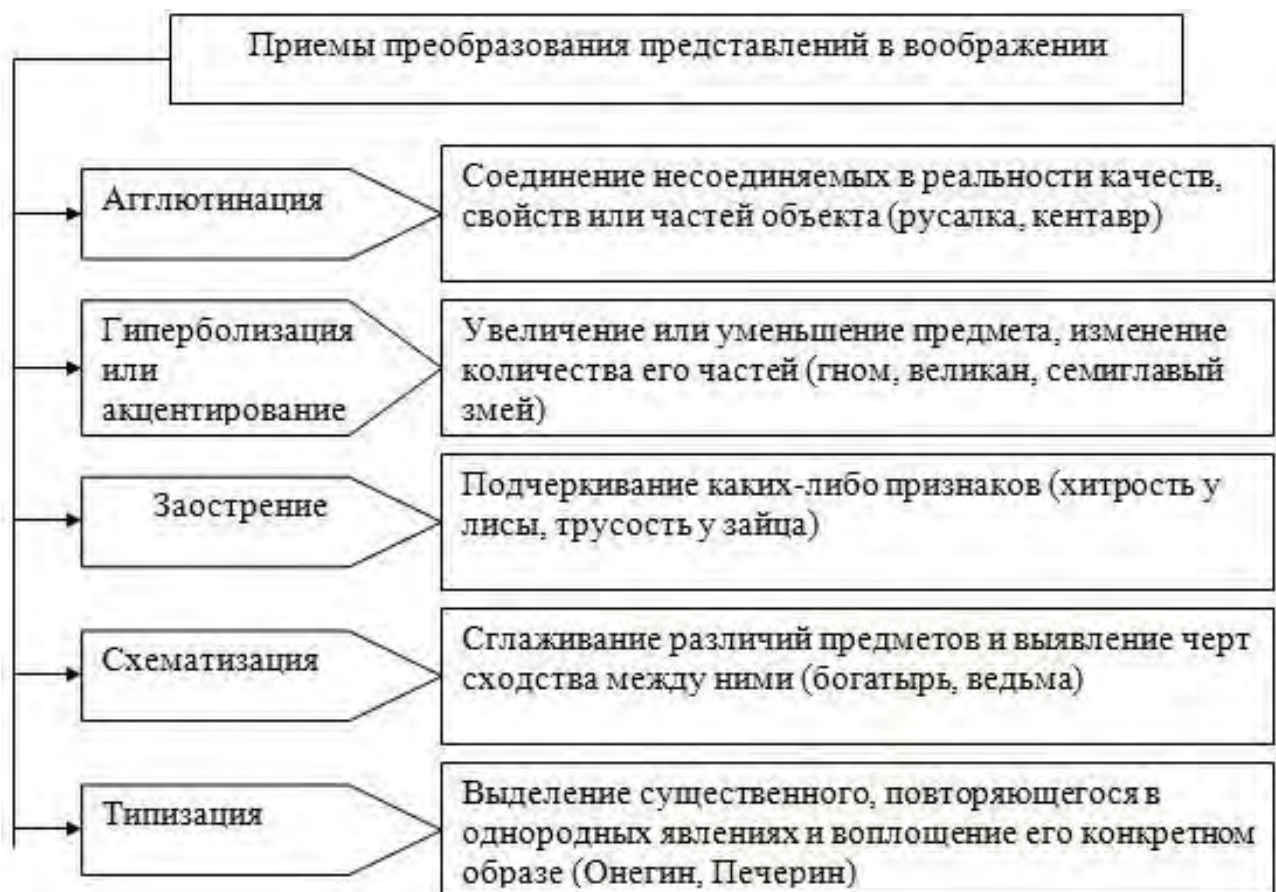 Приемы преобразования представлений в воображении
Агглютинация
Соединение несоединяемых в реальности качеств,
свойств или частей объекта (русалка, кентавр)
Гиперболизация
или
акцентирование
Увеличение или уменьшение предмета, изменение
количества его частей (гном, великан, семиглавый
змей)
Заострение
Подчеркивание каких-либо признаков (хитрость у
лисы, трусость у зайца)
Схематизация
Сглаживание различий предметов и выявление черт
сходства между ними (богатырь, ведьма)
Типизация
Выделение существенного, повторяющегося в
однородных явлениях и воплощение его конкретном
образе (Онегин, Печерин)